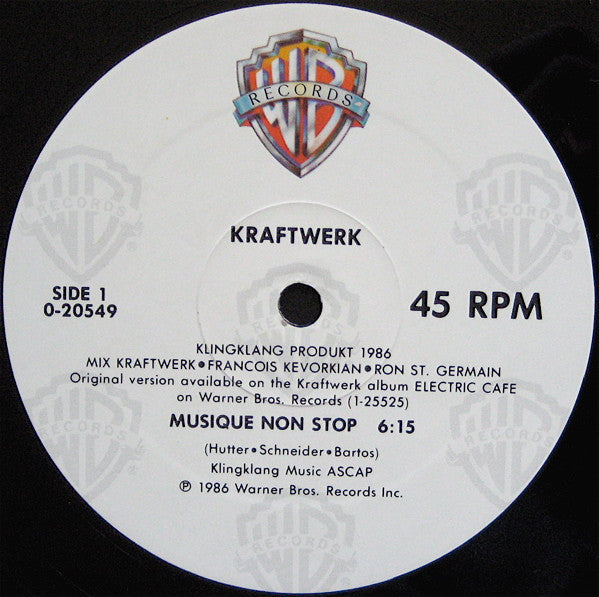 WB
RECORDS
KRAFTWERK
SIDE 1
0-20549
45 RPM
KLINGKLANG PRODUKT 1986
MIX KRAFTWERK•FRANCOIS KEVORKIAN•RON ST. GERMAIN
Original version available on the Kraftwerk album ELECTRIC CAFE
on Warner Bros. Records (1-25525)
MUSIQUE NON STOP 6:15
(Hutter•Schneider•Bartos)
Klingklang Music ASCAP
℗ 1986 Warner Bros. Records Inc.